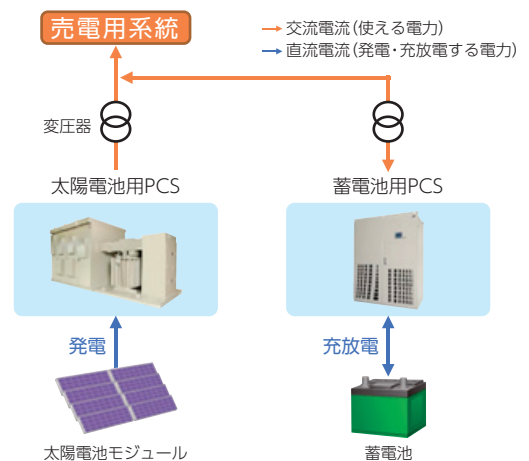 売電用系統
交流電流（使える電力）
直流電流（発電・充放電する電力）
変圧器
太陽電池用PCS
蓄電池用PCS
発電
充放電
太陽電池モジュール
蓄電池